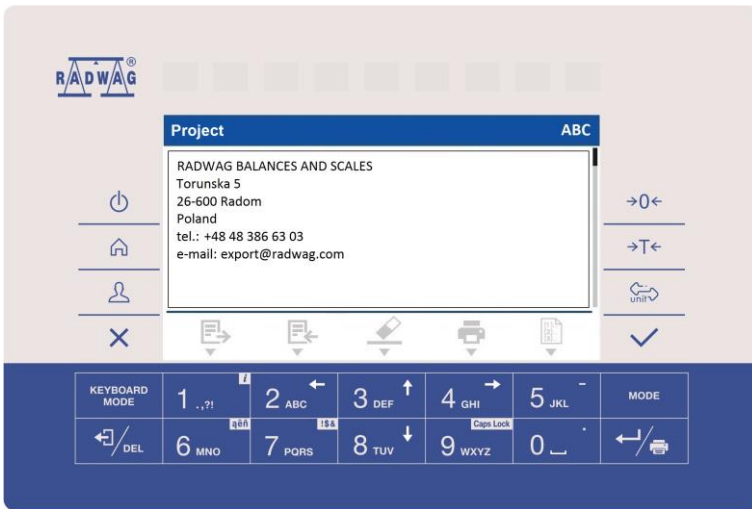 RADWAG®
Project ABC
RADWAG BALANCES AND SCALES
Torunska 5
26-600 Radom
Poland
tel.: +48 48 386 63 03
e-mail: export@radwag.com
→0←
→T←
unit
KEYBOARD MODE
1 .,?!
i
2 ABC
←
3 DEF
↑
4 GHI
→
5 JKL
-
MODE
DEL
6 MNO
ąèñ
7 PQRS
!$&
8 TUV
↓
9 WXYZ
Caps Lock
0
.